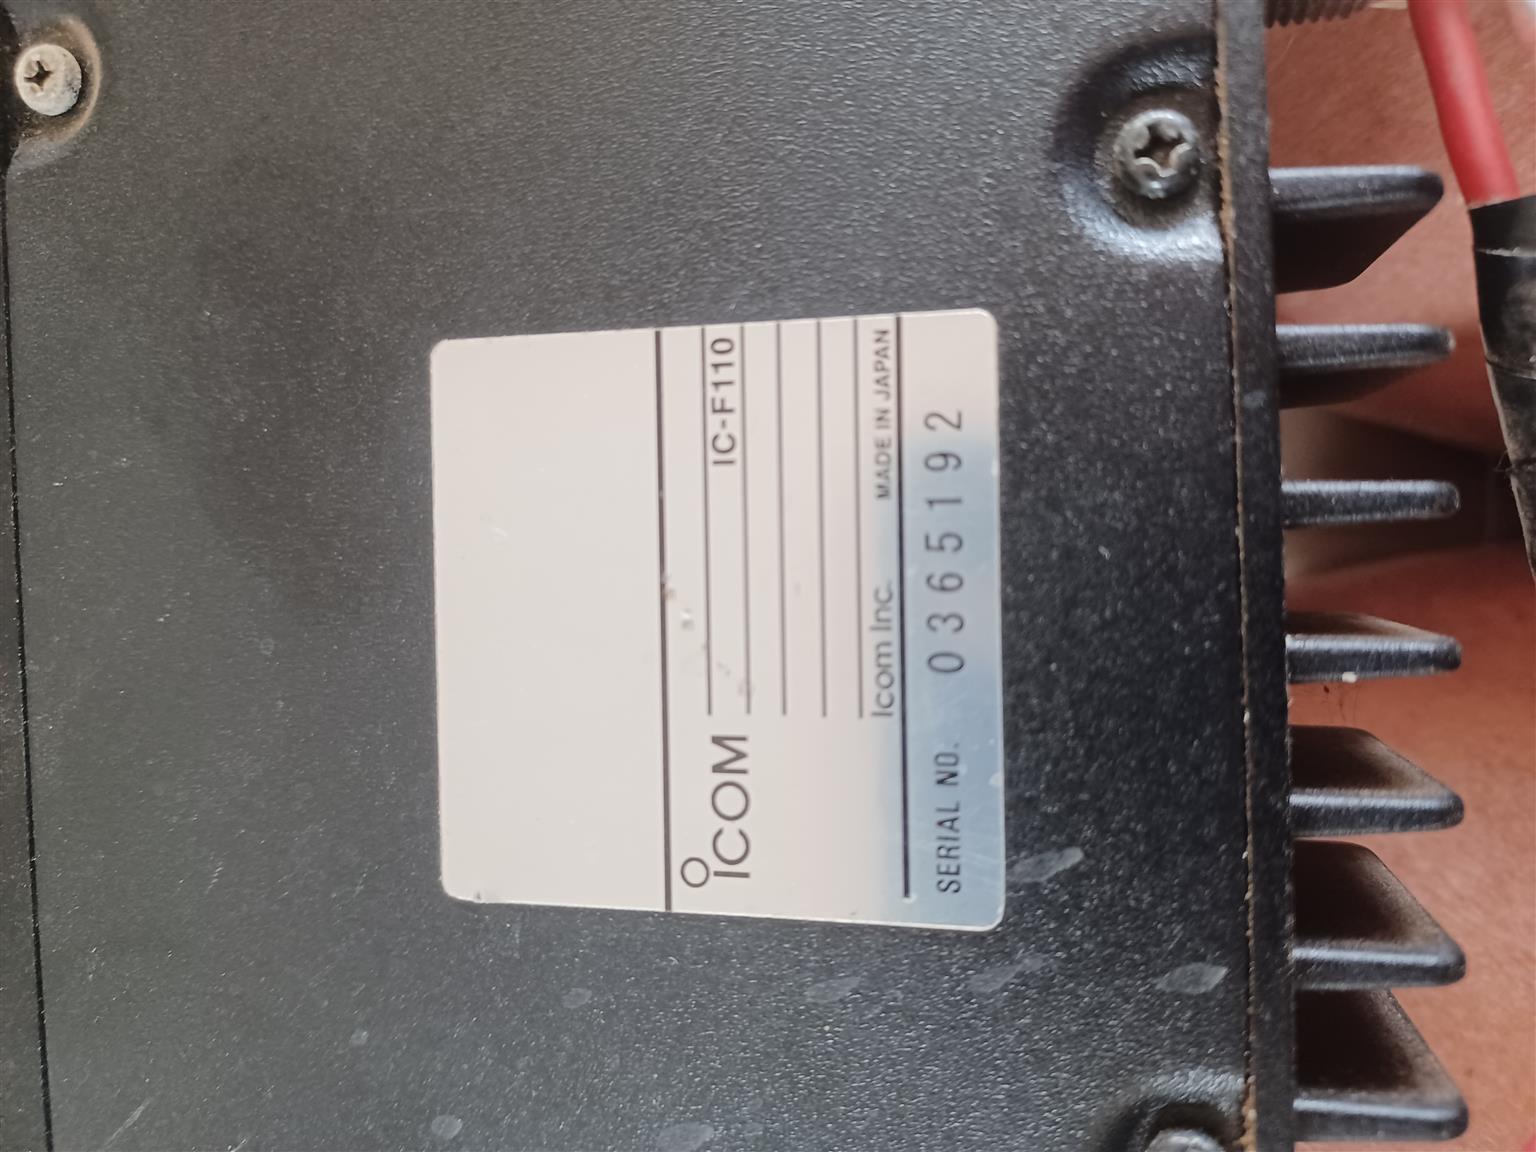 ICOM IC-F110
Icom Inc. MADE IN JAPAN
SERIAL NO. 0365192